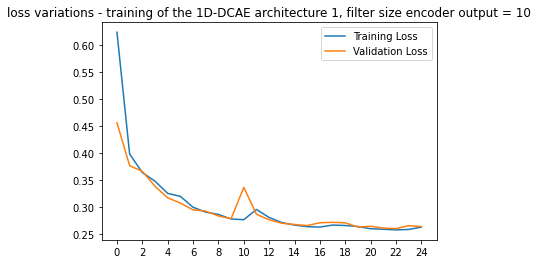 loss variations - training of the 1D-DCAE architecture 1, filter size encoder output = 10
Training Loss
Validation Loss
0.60
0.55
0.50
0.45
0.40
0.35
0.30
0.25
0 2 4 6 8 10 12 14 16 18 20 22 24